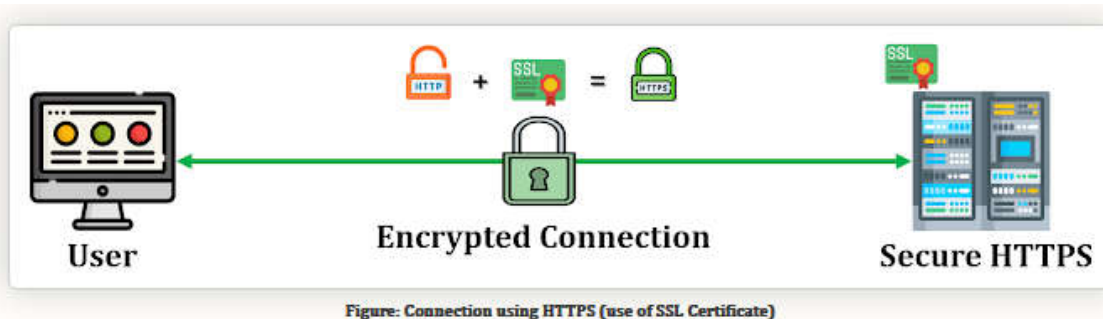 HTTP + SSL = HTTPS
SSL
User
Encrypted Connection
Secure HTTPS
Figure: Connection using HTTPS (use of SSL Certificate)